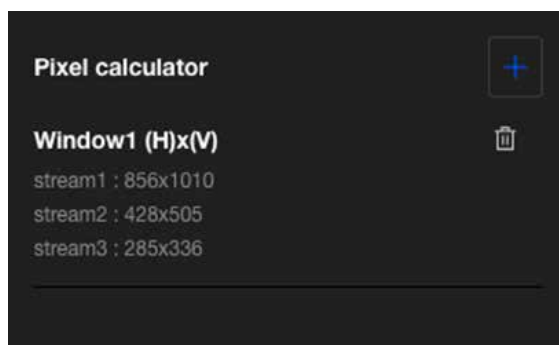 Pixel calculator
Window1 (H)x(V)
stream1 : 856x1010
stream2 : 428x505
stream3 : 285x336